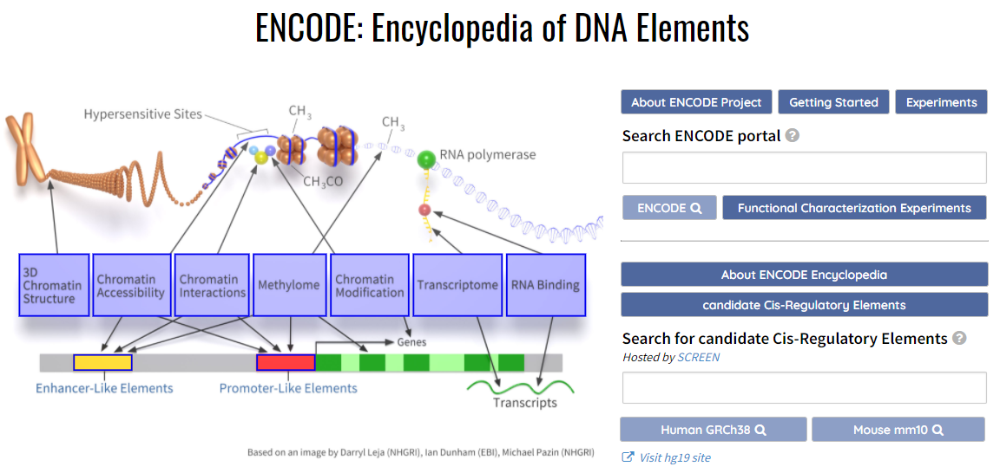 ENCODE: Encyclopedia of DNA Elements
Hypersensitive Sites
CH3
CH3
RNA polymerase
CH3CO
3D
Chromatin
Structure
Chromatin
Accessibility
Chromatin
Interactions
Methylome
Chromatin
Modification
Transcriptome
RNA Binding
Genes
Enhancer-Like Elements
Promoter-Like Elements
Transcripts
Based on an image by Darryl Leja (NHGRI), Ian Dunham (EBI), Michael Pazin (NHGRI)
About ENCODE Project
Getting Started
Experiments
Search ENCODE portal ?
ENCODE
Functional Characterization Experiments
About ENCODE Encyclopedia
candidate Cis-Regulatory Elements
Search for candidate Cis-Regulatory Elements ?
Hosted by SCREEN
Human GRCh38
Mouse mm10
Visit hg19 site